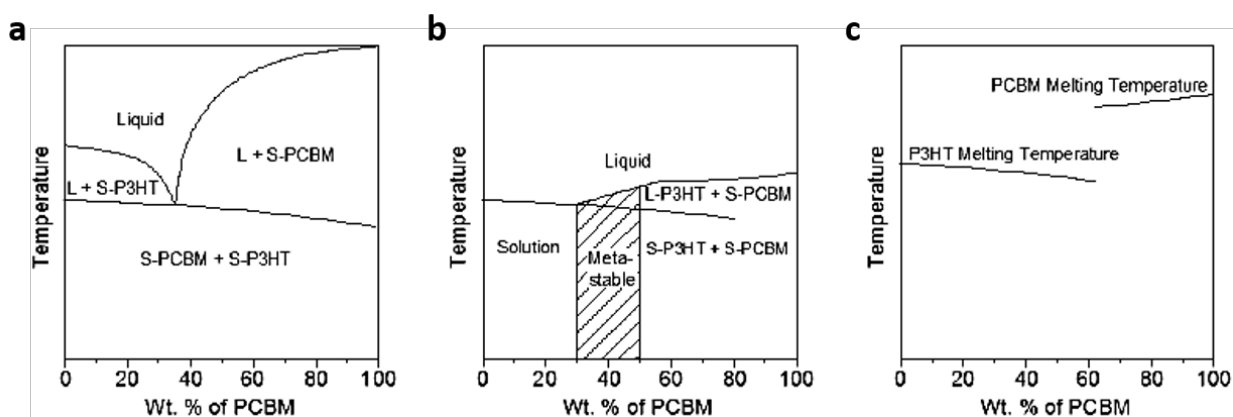 a
Temperature
Liquid
L + S-PCBM
L + S-P3HT
S-PCBM + S-P3HT
0 20 40 60 80 100
Wt. % of PCBM
b
Temperature
Liquid
L-P3HT + S-PCBM
Solution
Meta-
stable
S-P3HT + S-PCBM
0 20 40 60 80 100
Wt. % of PCBM
c
Temperature
PCBM Melting Temperature
P3HT Melting Temperature
0 20 40 60 80 100
Wt. % of PCBM